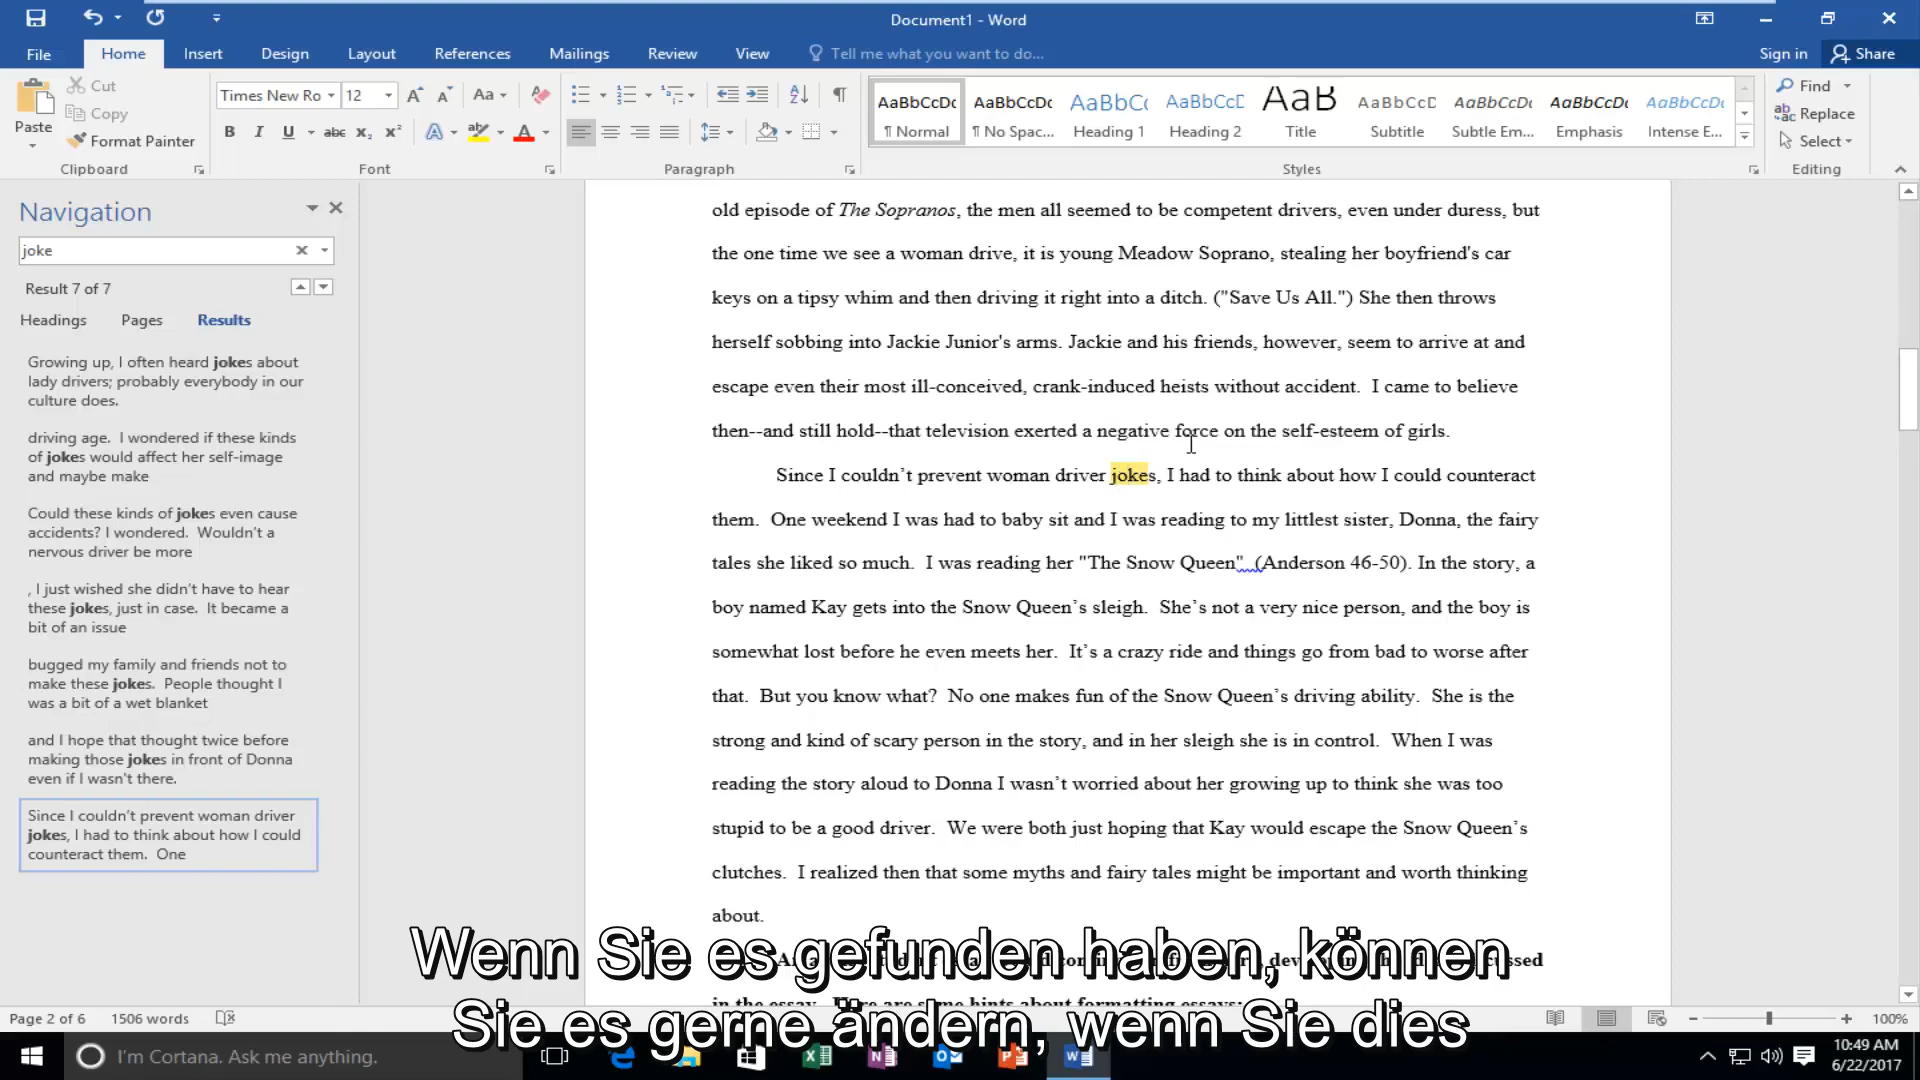 Document1 - Word
File Home Insert Design Layout References Mailings Review View Tell me what you want to do... Sign in Share
Paste
Cut
Copy
Format Painter
Clipboard
Times New Ro 12
Font
Paragraph
AaBbCcDc AaBbCcDc AaBbC AaBbCcD AaB AaBbCcD AaBbCcDt AaBbCcDt AaBbCcDt
¶ Normal ¶ No Spac... Heading 1 Heading 2 Title Subtitle Subtle Em... Emphasis Intense E...
Styles
Find
Replace
Select
Editing
Navigation
joke
Result 7 of 7
Headings Pages Results
Growing up, I often heard jokes about
lady drivers; probably everybody in our
culture does.
driving age. I wondered if these kinds
of jokes would affect her self-image
and maybe make
Could these kinds of jokes even cause
accidents? I wondered. Wouldn't a
nervous driver be more
, I just wished she didn't have to hear
these jokes, just in case. It became a
bit of an issue
bugged my family and friends not to
make these jokes. People thought I
was a bit of a wet blanket
and I hope that thought twice before
making those jokes in front of Donna
even if I wasn't there.
Since I couldn't prevent woman driver
jokes, I had to think about how I could
counteract them. One
old episode of The Sopranos, the men all seemed to be competent drivers, even under duress, but
the one time we see a woman drive, it is young Meadow Soprano, stealing her boyfriend's car
keys on a tipsy whim and then driving it right into a ditch. ("Save Us All.") She then throws
herself sobbing into Jackie Junior's arms. Jackie and his friends, however, seem to arrive at and
escape even their most ill-conceived, crank-induced heists without accident. I came to believe
then--and still hold--that television exerted a negative force on the self-esteem of girls.
Since I couldn't prevent woman driver jokes, I had to think about how I could counteract
them. One weekend I was had to baby sit and I was reading to my littlest sister, Donna, the fairy
tales she liked so much. I was reading her "The Snow Queen" (Anderson 46-50). In the story, a
boy named Kay gets into the Snow Queen's sleigh. She's not a very nice person, and the boy is
somewhat lost before he even meets her. It's a crazy ride and things go from bad to worse after
that. But you know what? No one makes fun of the Snow Queen's driving ability. She is the
strong and kind of scary person in the story, and in her sleigh she is in control. When I was
reading the story aloud to Donna I wasn't worried about her growing up to think she was too
stupid to be a good driver. We were both just hoping that Kay would escape the Snow Queen's
clutches. I realized then that some myths and fairy tales might be important and worth thinking
about.
in the essay. Here are some hints about formatting essays:
Wenn Sie es gefunden haben, können
Sie es gerne ändern, wenn Sie dies
Page 2 of 6 1506 words 100%
I'm Cortana. Ask me anything.
10:49 AM
6/22/2017